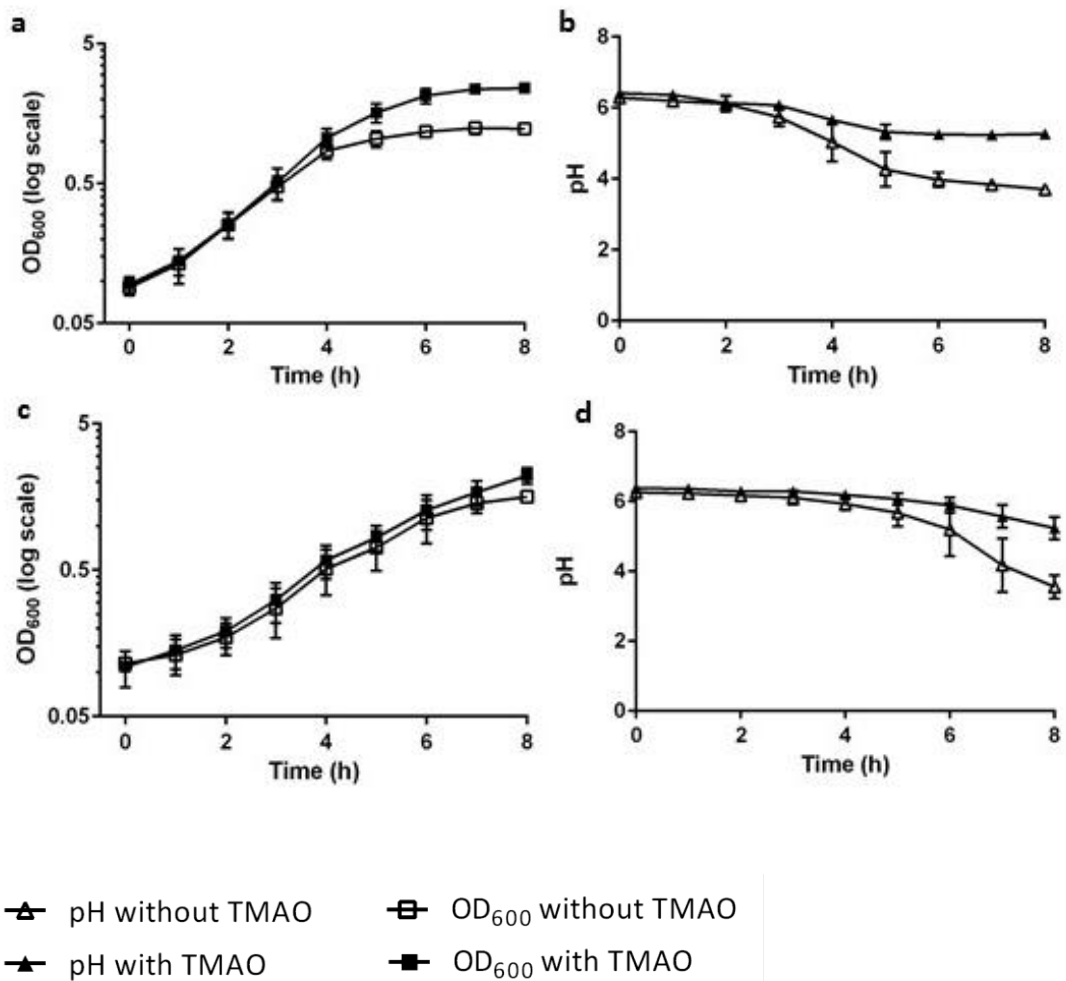 a
5
0.5
0.05
OD600 (log scale)
0 2 4 6 8
Time (h)
b
8
6
4
2
0
pH
0 2 4 6 8
Time (h)
c
5
0.5
0.05
OD600 (log scale)
0 2 4 6 8
Time (h)
d
8
6
4
2
0
pH
0 2 4 6 8
Time (h)
pH without TMAO
OD600 without TMAO
pH with TMAO
OD600 with TMAO